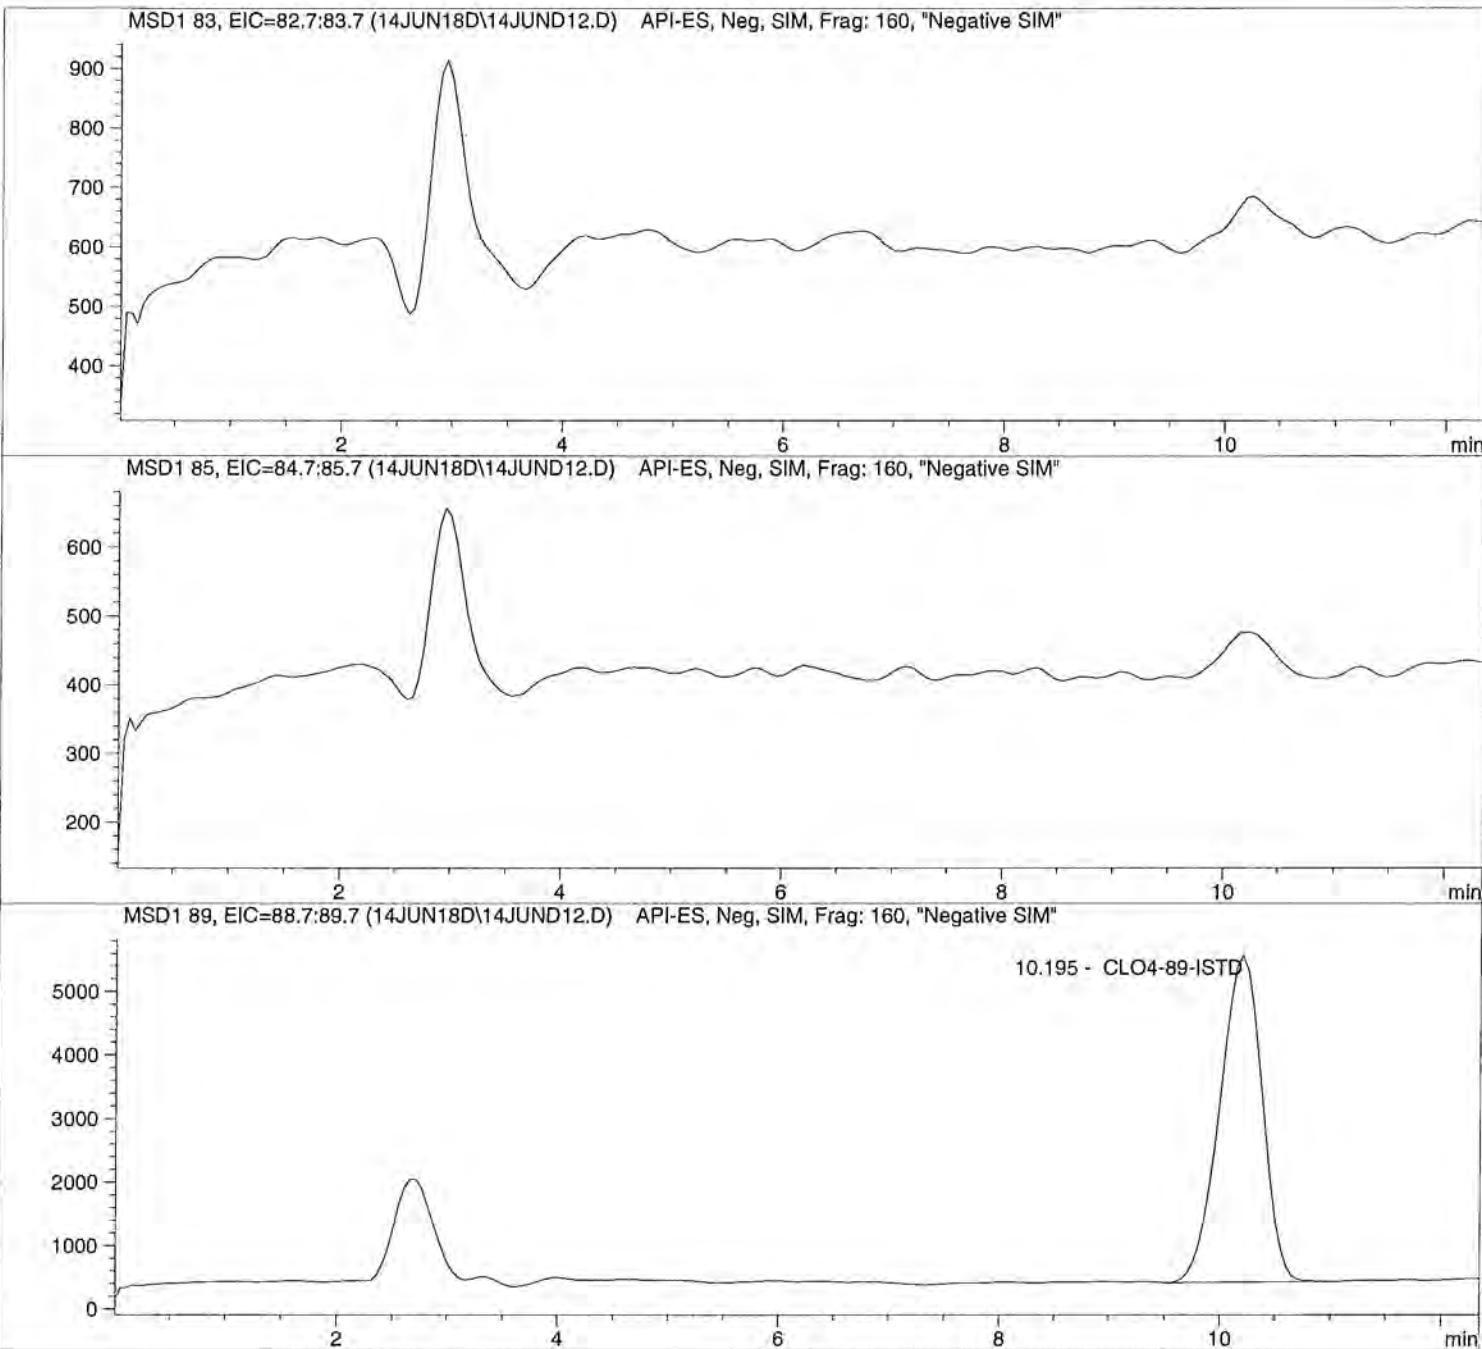 MSD1 83, EIC=82.7:83.7 (14JUN18D\14JUND12.D) API-ES, Neg, SIM, Frag: 160, "Negative SIM"
900
800
700
600
500
400
2 4 6 8 10 min
MSD1 85, EIC=84.7:85.7 (14JUN18D\14JUND12.D) API-ES, Neg, SIM, Frag: 160, "Negative SIM"
600
500
400
300
200
2 4 6 8 10 min
MSD1 89, EIC=88.7:89.7 (14JUN18D\14JUND12.D) API-ES, Neg, SIM, Frag: 160, "Negative SIM"
10.195 - CLO4-89-ISTD
5000
4000
3000
2000
1000
0
2 4 6 8 10 min